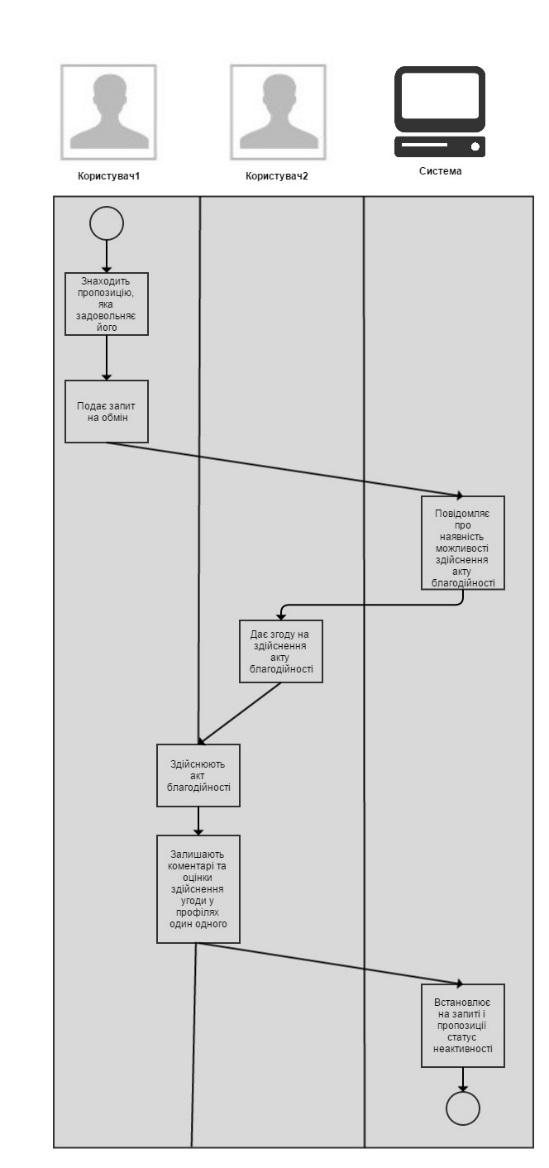 Користувач1
Користувач2
Система
Знаходить
пропозицію,
яка
задовольняє
його
Подає запит
на обмін
Повідомляє
про
наявність
можливості
здійснення
акту
благодійності
Дає згоду на
здійснення
акту
благодійності
Здійснюють
акт
благодійності
Залишають
коментарі та
оцінки
здійснення
угоди у
профілях
один одного
Встановлює
на запиті і
пропозиції
статус
неактивності